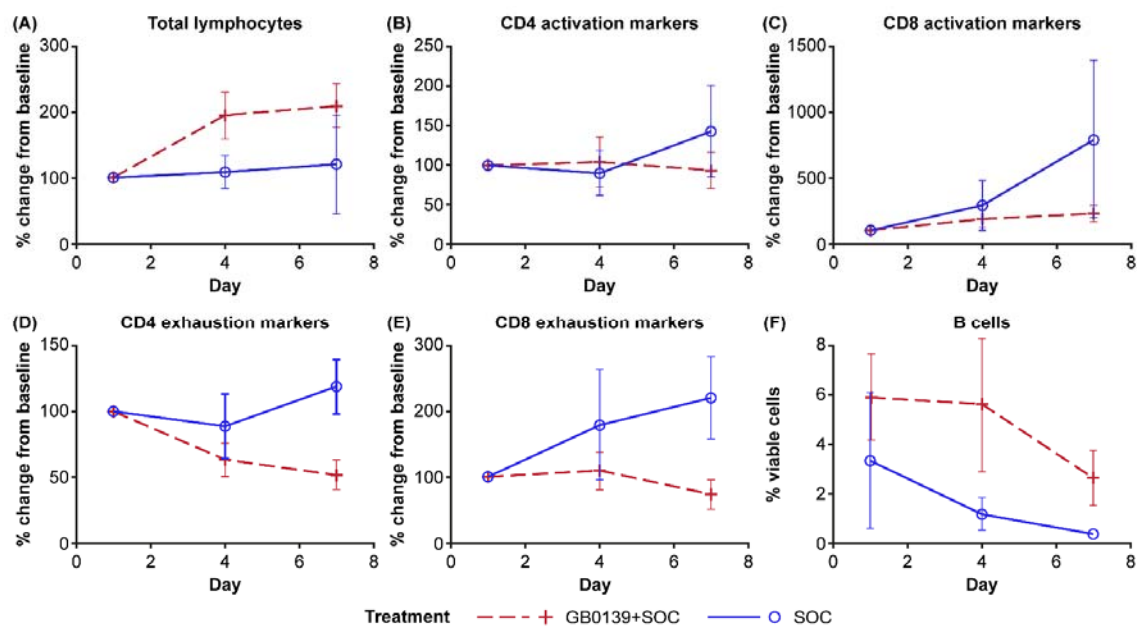 (A) Total lymphocytes
% change from baseline
300
200
100
0
0 2 4 6 8
Day
(B) CD4 activation markers
% change from baseline
250
200
150
100
50
0
0 2 4 6 8
Day
(C) CD8 activation markers
% change from baseline
1500
1000
500
0
0 2 4 6 8
Day
(D) CD4 exhaustion markers
% change from baseline
150
100
50
0
0 2 4 6 8
Day
(E) CD8 exhaustion markers
% change from baseline
300
200
100
0
0 2 4 6 8
Day
(F) B cells
% viable cells
8
6
4
2
0
0 2 4 6 8
Day
Treatment GB0139+SOC SOC